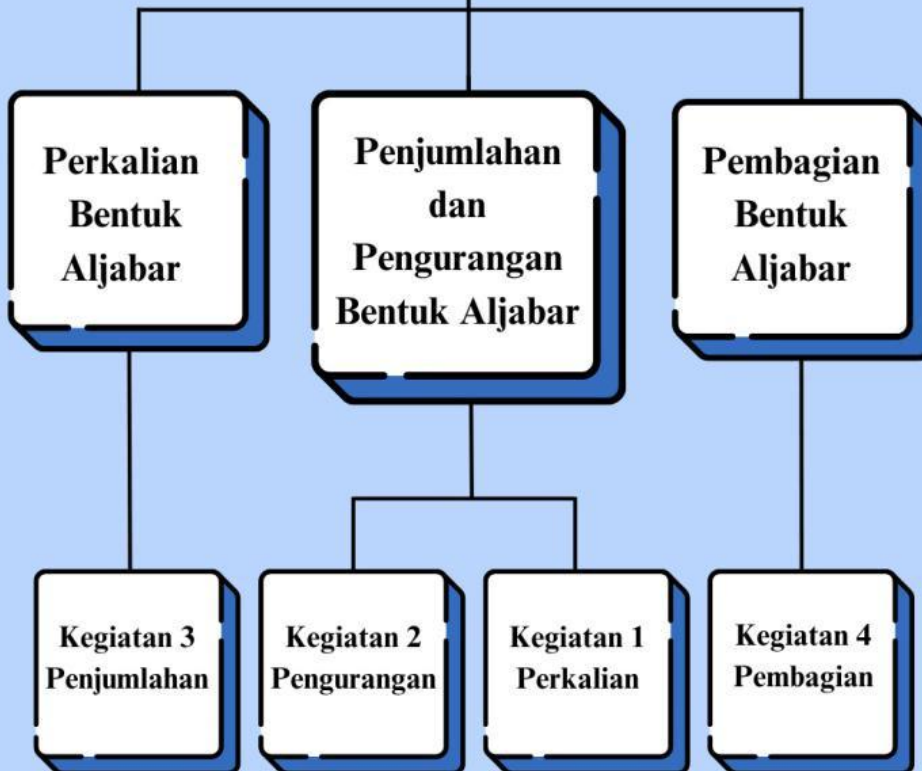 Perkalian
Bentuk
Aljabar
Penjumlahan
dan
Pengurangan
Bentuk Aljabar
Pembagian
Bentuk
Aljabar
Kegiatan 3
Penjumlahan
Kegiatan 2
Pengurangan
Kegiatan 1
Perkalian
Kegiatan 4
Pembagian